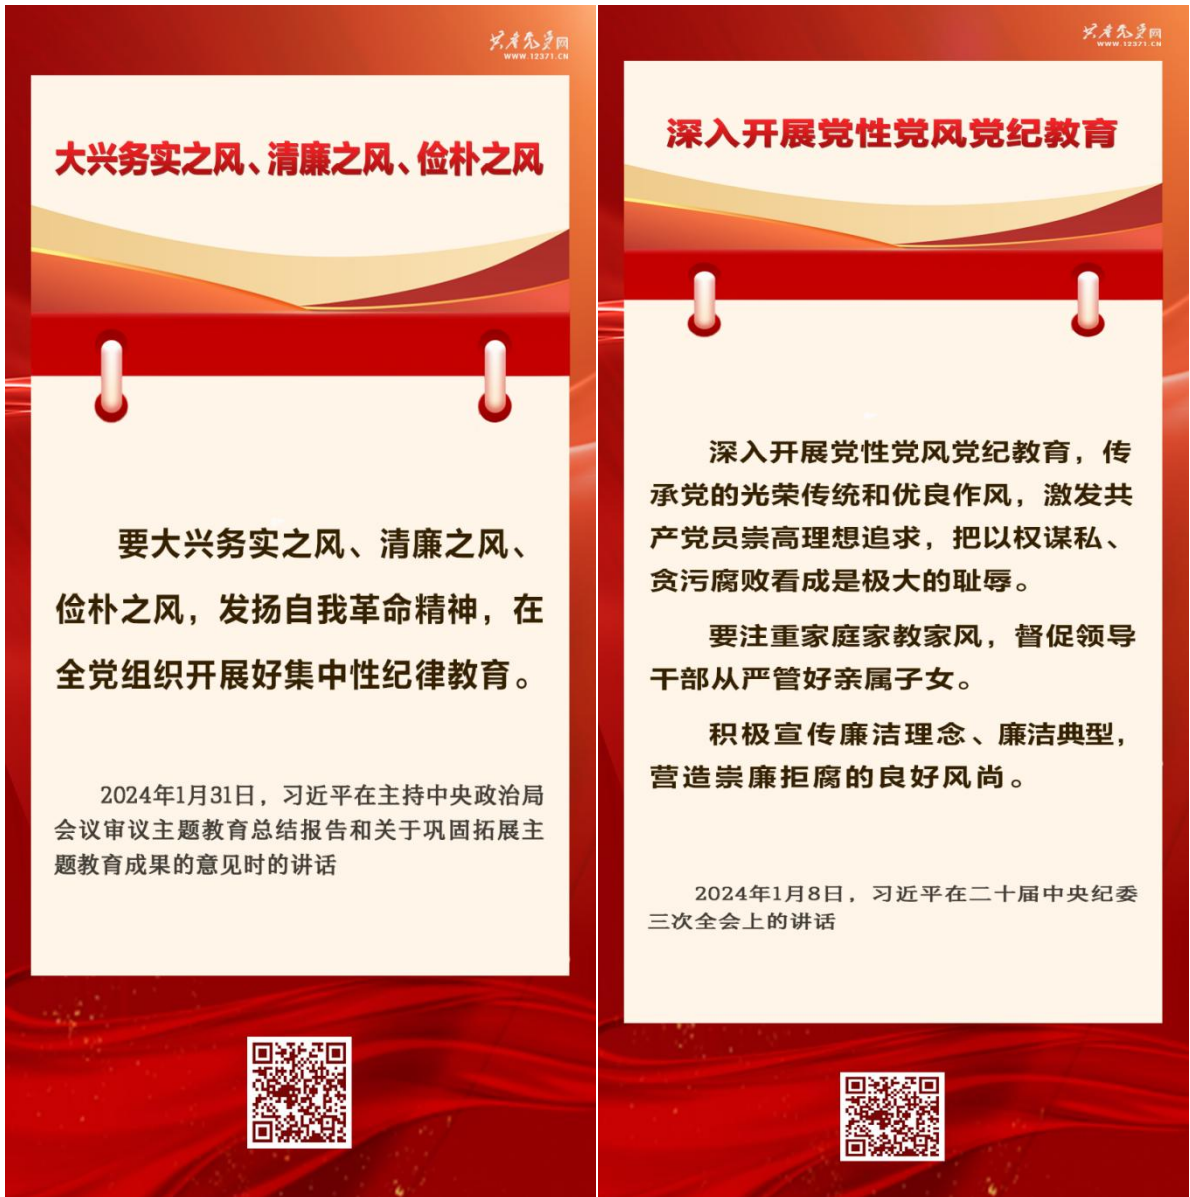 共产党员网
WWW.12371.CN
大兴务实之风、清廉之风、俭朴之风
要大兴务实之风、清廉之风、
俭朴之风，发扬自我革命精神，在
全党组织开展好集中性纪律教育。
2024年1月31日，习近平在主持中央政治局
会议审议主题教育总结报告和关于巩固拓展主
题教育成果的意见时的讲话
共产党员网
WWW.12371.CN
深入开展党性党风党纪教育
深入开展党性党风党纪教育，传
承党的光荣传统和优良作风，激发共
产党员崇高理想追求，把以权谋私、
贪污腐败看成是极大的耻辱。
要注重家庭家教家风，督促领导
干部从严管好亲属子女。
积极宣传廉洁理念、廉洁典型，
营造崇廉拒腐的良好风尚。
2024年1月8日，习近平在二十届中央纪委
三次全会上的讲话